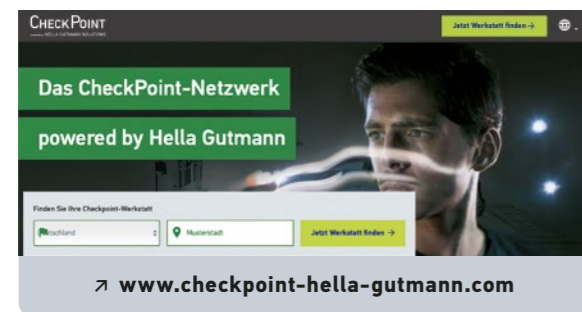 CHECKPOINT
powered by HELLA GUTMANN SOLUTIONS
Jetzt Werkstatt finden →
Das CheckPoint-Netzwerk
powered by Hella Gutmann
Finden Sie Ihre Checkpoint-Werkstatt
tschland
Musterstadt
Jetzt Werkstatt finden →
↗ www.checkpoint-hella-gutmann.com